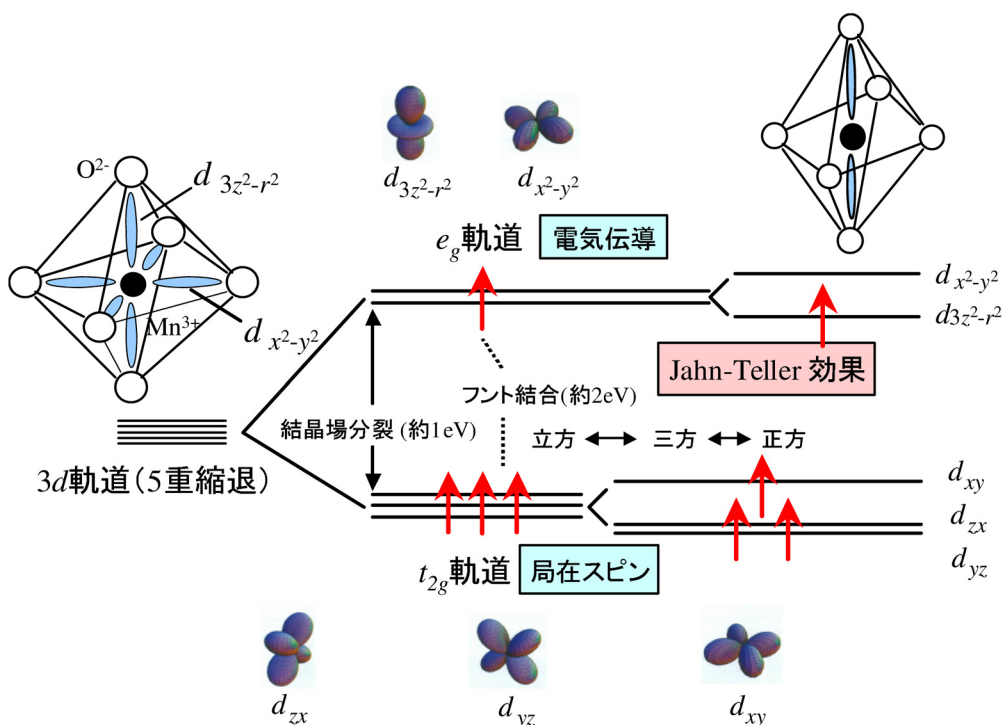 d3z²-r²
dx²-y²
O²⁻
d 3z²-r²
Mn³⁺
d x²-y²
eg軌道
電気伝導
dx²-y²
d3z²-r²
Jahn-Teller 効果
フント結合(約2eV)
結晶場分裂 (約1eV)
立方
三方
正方
3d軌道(5重縮退)
dxy
dzx
dyz
t2g軌道
局在スピン
dzx
dyz
dxy